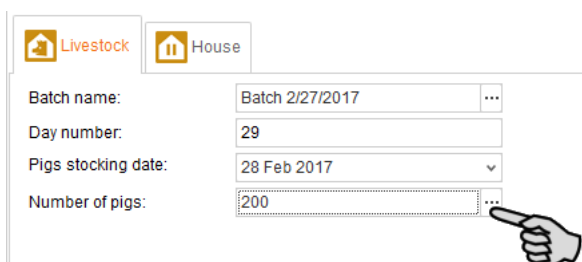 Livestock House
Batch name: Batch 2/27/2017 ...
Day number: 29
Pigs stocking date: 28 Feb 2017
Number of pigs: 200 ...